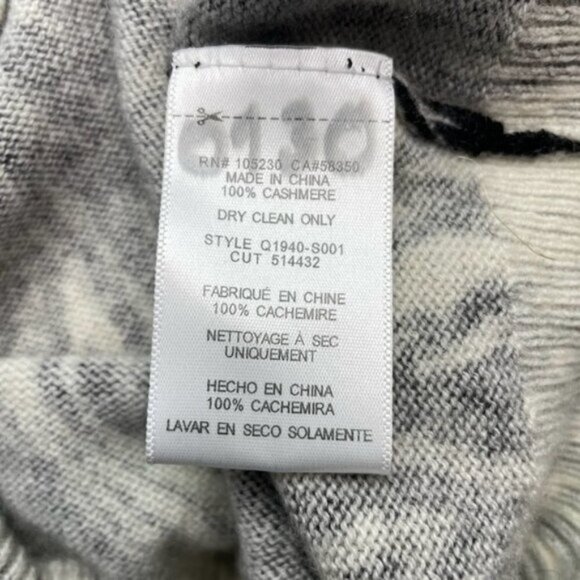 RN# 105230 CA#58350
MADE IN CHINA
100% CASHMERE
DRY CLEAN ONLY
STYLE Q1940-S001
CUT 514432
FABRIQUÉ EN CHINE
100% CACHEMIRE
NETTOYAGE À SEC
UNIQUEMENT
HECHO EN CHINA
100% CACHEMIRA
LAVAR EN SECO SOLAMENTE